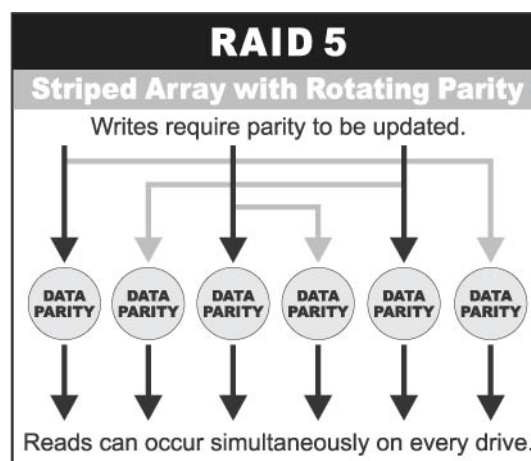 RAID 5
Striped Array with Rotating Parity
Writes require parity to be updated.
DATA PARITY
DATA PARITY
DATA PARITY
DATA PARITY
DATA PARITY
DATA PARITY
Reads can occur simultaneously on every drive.